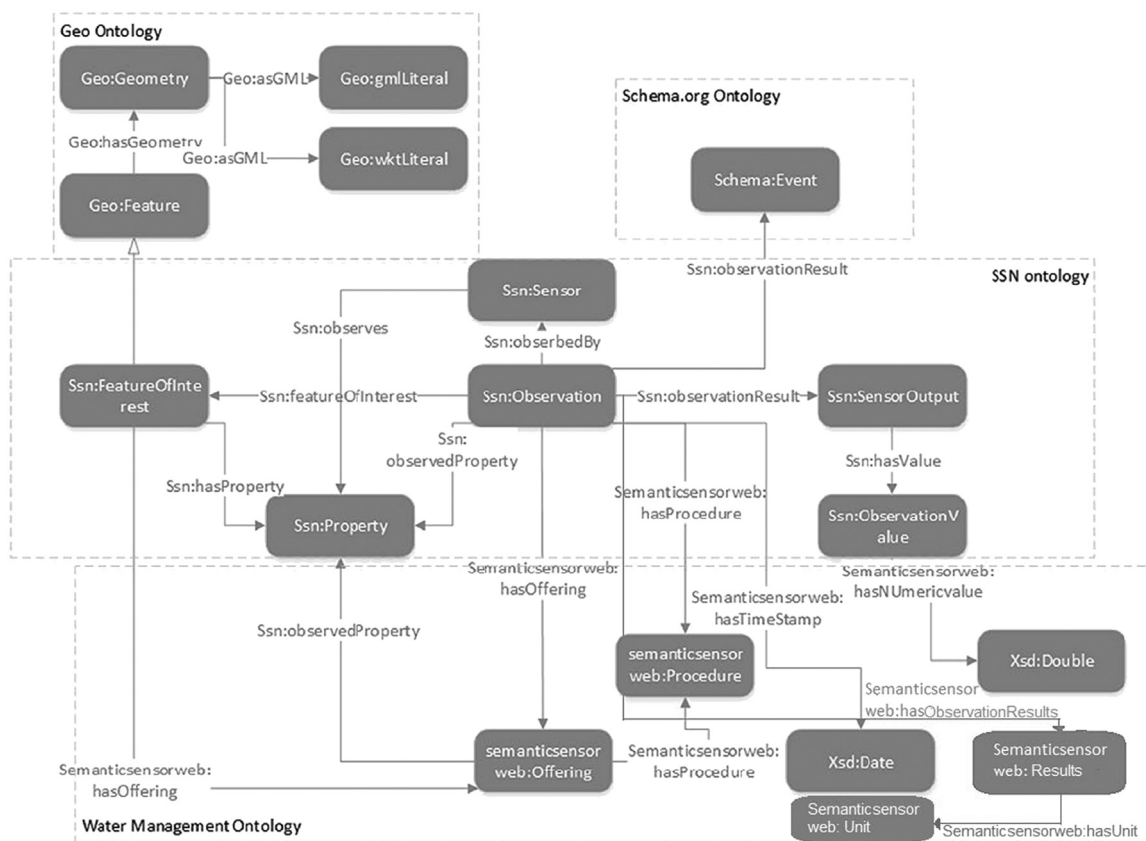 Geo Ontology
Geo:Geometry
Geo:asGML
Geo:gmlLiteral
Schema.org Ontology
Geo:hasGeometry
Geo:asGML
Geo:wktLiteral
Schema:Event
Geo:Feature
Ssn:observationResult
SSN ontology
Ssn:Sensor
Ssn:observes
Ssn:obserbedBy
Ssn:FeatureOfInte
rest
Ssn:featureOfInterest
Ssn:Observation
Ssn:observationResult
Ssn:SensorOutput
Ssn:
observedProperty
Ssn:hasValue
Ssn:hasProperty
Semanticsensorweb:
hasProcedure
Ssn:Property
Ssn:ObservationV
alue
Semanticsensorweb:
hasOffering
Semanticsensorweb:
hasNUmericvalue
Semanticsensorweb:
hasTimeStamp
Ssn:observedProperty
semanticsensor
web:Procedure
Xsd:Double
Semanticsensor
web:hasObservationResults
semanticsensor
web:Offering
Semanticsensorweb:
hasProcedure
Xsd:Date
Semanticsensor
web: Results
Semanticsensorweb:
hasOffering
Semanticsensor
web: Unit
Semanticsensorweb:hasUnit
Water Management Ontology